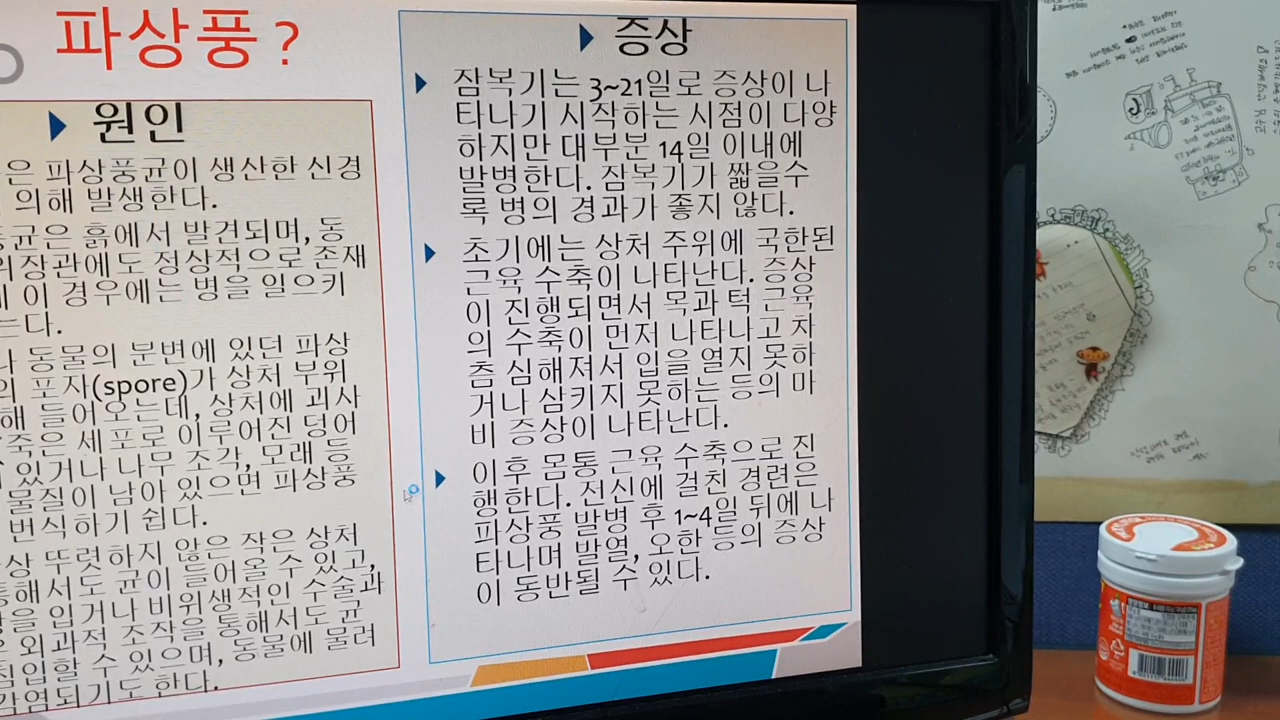 파상풍?
▶ 원인
은 파상풍균이 생산한 신경
의해 발생한다.
균은 흙에서 발견되며, 동
위장관에도 정상적으로 존재
이 경우에는 병을 일으키
는다.
동물의 분변에 있던 파상
의 포자(spore)가 상처 부위
해 들어오는데, 상처에 괴사
죽은 세포로 이루어진 덩어
있거나 나무 조각, 모래 등
물질이 남아 있으면 파상풍
번식하기 쉽다.
상 뚜렷하지 않은 작은 상처
통해서도 균이 들어올 수 있고,
을 입거나 비위생적인 수술과
외과적 조작을 통해서도 균
침입할 수 있으며, 동물에 물려
감염되기도 한다.
▶ 증상
▶ 잠복기는 3~21일로 증상이 나
타나기 시작하는 시점이 다양
하지만 대부분 14일 이내에
발병한다. 잠복기가 짧을수
록 병의 경과가 좋지 않다.
▶ 초기에는 상처 주위에 국한된
근육 수축이 나타난다. 증상
이 진행되면서 목과 턱 근육
의 수축이 먼저 나타나고 차
츰 심해져서 입을 열지 못하
거나 삼키지 못하는 등의 마
비 증상이 나타난다.
▶ 이후 몸통 근육 수축으로 진
행한다. 전신에 걸친 경련은
파상풍 발병 후 1~4일 뒤에 나
타나며 발열, 오한 등의 증상
이 동반될 수 있다.